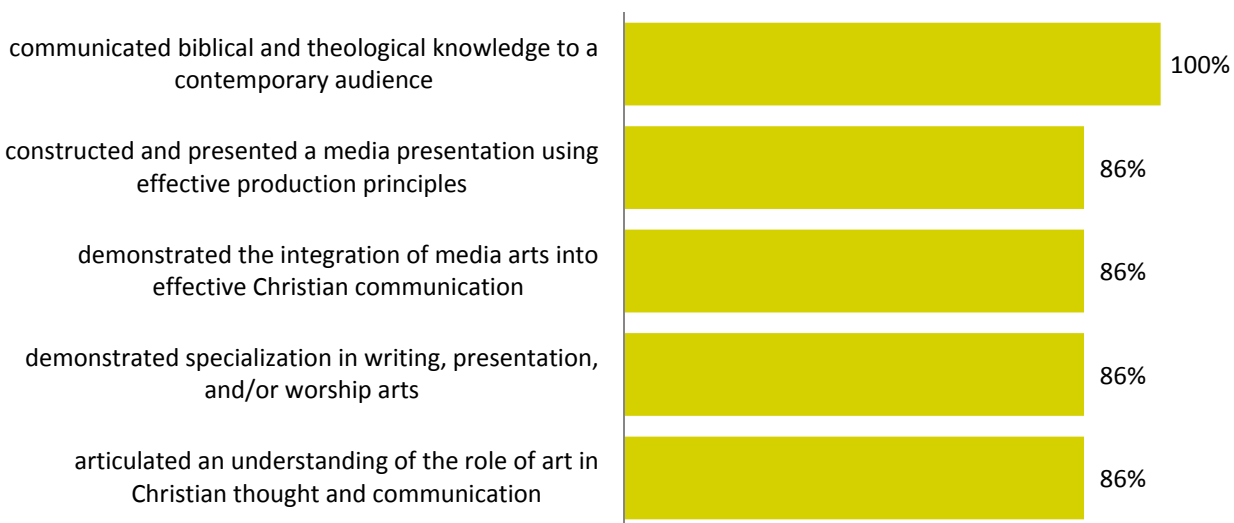 communicated biblical and theological knowledge to a
contemporary audience
100%
constructed and presented a media presentation using
effective production principles
86%
demonstrated the integration of media arts into
effective Christian communication
86%
demonstrated specialization in writing, presentation,
and/or worship arts
86%
articulated an understanding of the role of art in
Christian thought and communication
86%